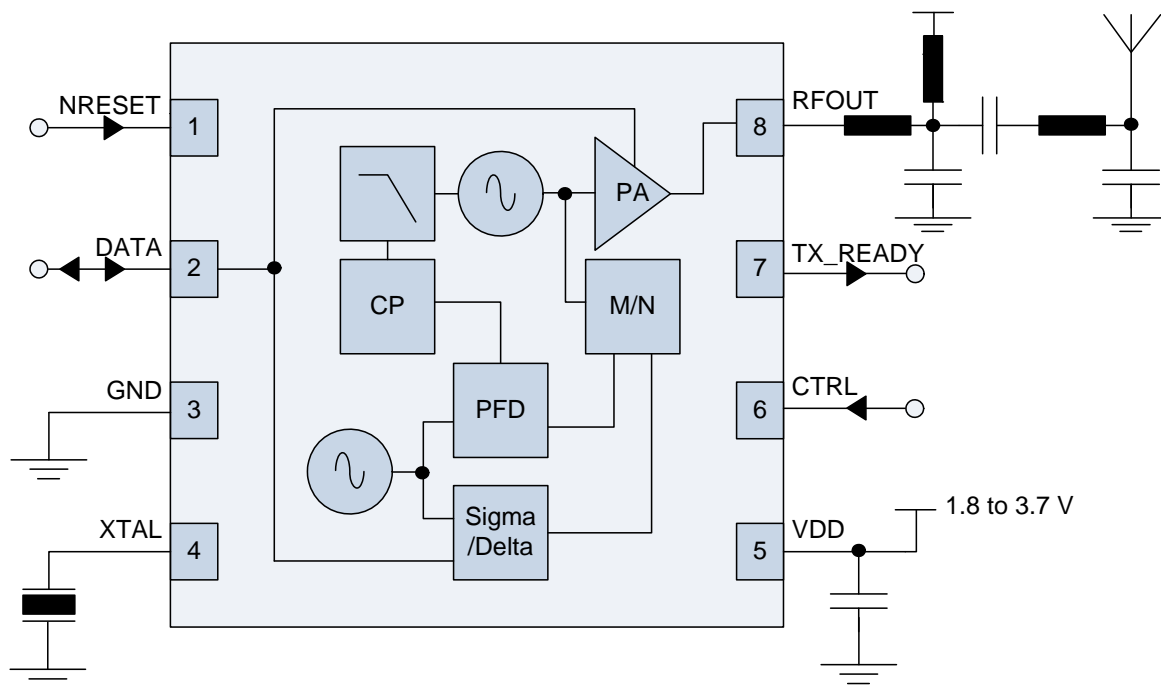 NRESET
1
DATA
2
GND
3
XTAL
4
PA
CP
M/N
PFD
Sigma
/Delta
RFOUT
8
TX_READY
7
CTRL
6
1.8 to 3.7 V
VDD
5